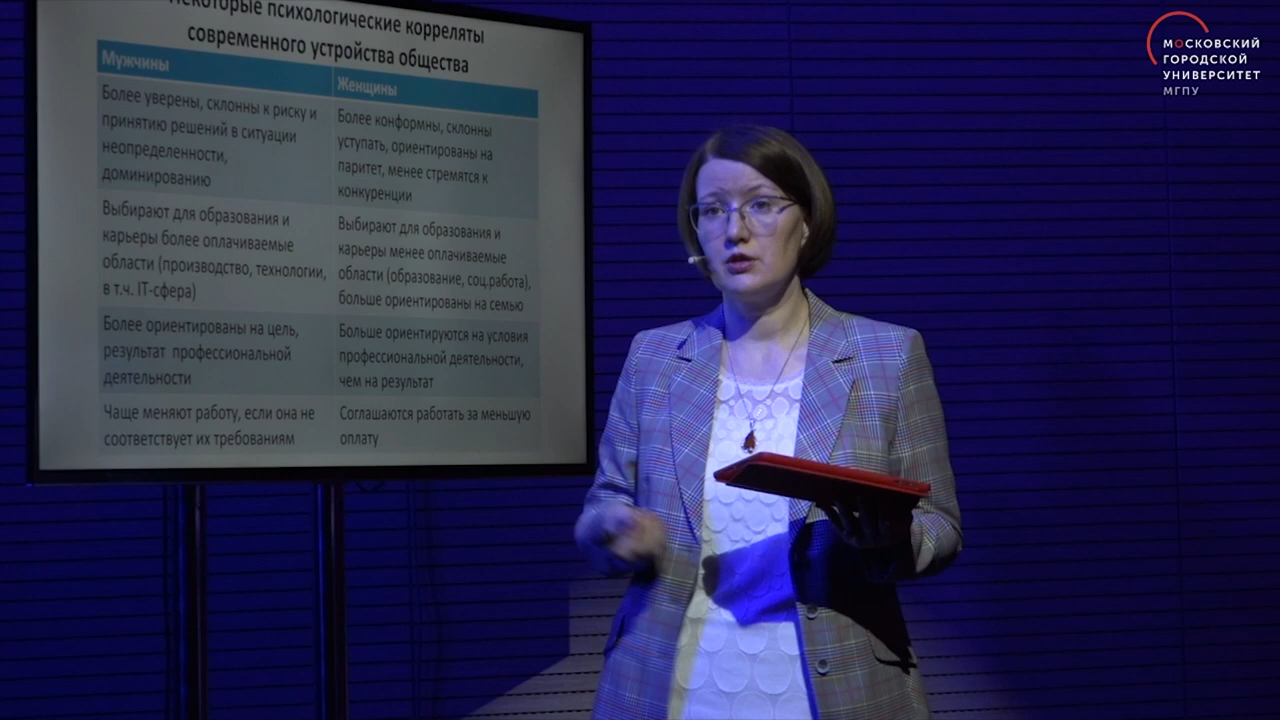 Некоторые психологические корреляты
современного устройства общества
Мужчины
Женщины
Более уверены, склонны к риску и
принятию решений в ситуации
неопределенности,
доминированию
Более конформны, склонны
уступать, ориентированы на
паритет, менее стремятся к
конкуренции
Выбирают для образования и
карьеры более оплачиваемые
области (производство, технологии,
в т.ч. IT-сфера)
Выбирают для образования и
карьеры менее оплачиваемые
области (образование, соц.работа),
больше ориентированы на семью
Более ориентированы на цель,
результат профессиональной
деятельности
Больше ориентируются на условия
профессиональной деятельности,
чем на результат
Чаще меняют работу, если она не
соответствует их требованиям
Соглашаются работать за меньшую
оплату
МОСКОВСКИЙ
ГОРОДСКОЙ
УНИВЕРСИТЕТ
МГПУ